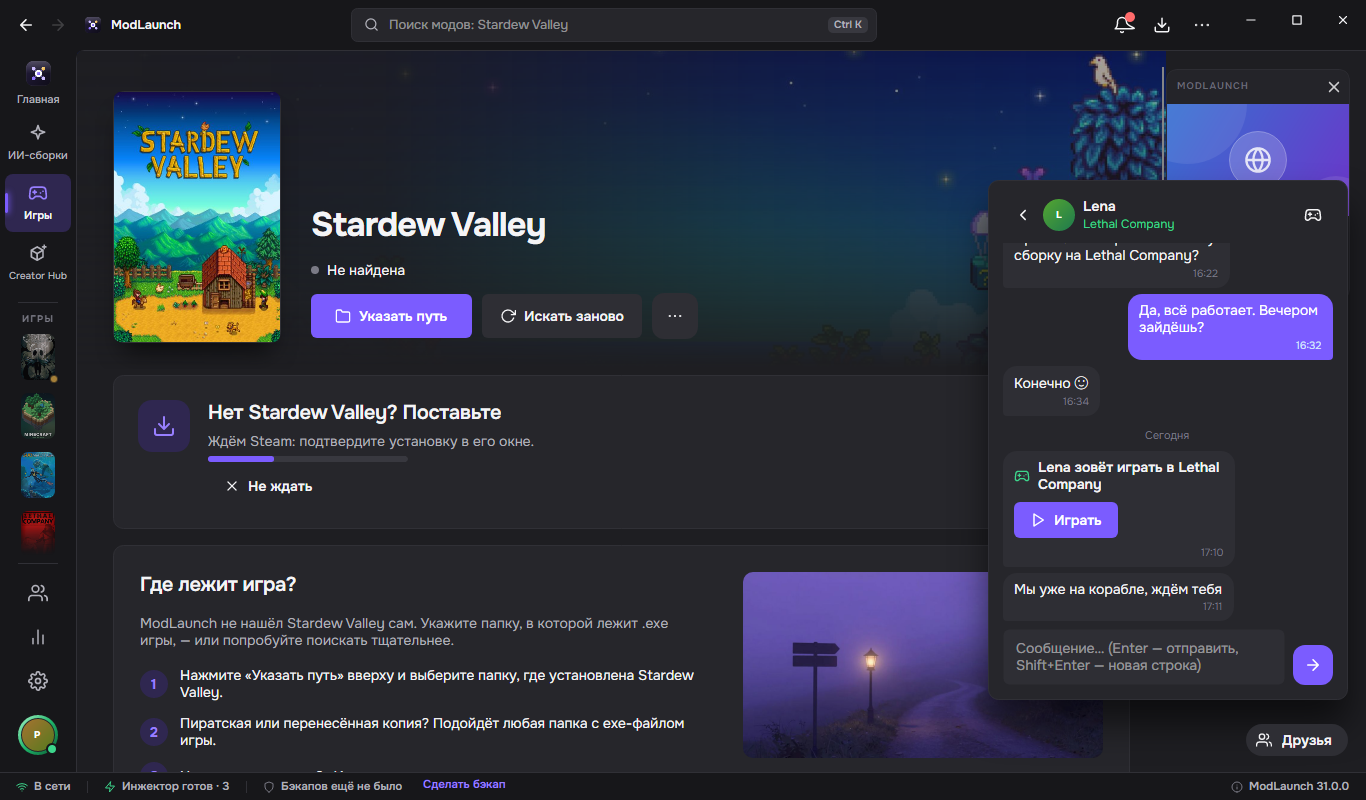 ModLaunch
Поиск модов: Stardew Valley
Ctrl K
Главная
ИИ-сборки
Игры
Creator Hub
ИГРЫ
MINECRAFT
LETHAL COMPANY
P
STARDEW
VALLEY
Stardew Valley
Не найдена
Указать путь
Искать заново
Нет Stardew Valley? Поставьте
Ждём Steam: подтвердите установку в его окне.
Не ждать
Где лежит игра?
ModLaunch не нашёл Stardew Valley сам. Укажите папку, в которой лежит .exe
игры, — или попробуйте поискать тщательнее.
1
Нажмите «Указать путь» вверху и выберите папку, где установлена Stardew
Valley.
2
Пиратская или перенесённая копия? Подойдёт любая папка с exe-файлом
игры.
MODLAUNCH
L
Lena
Lethal Company
сборку на Lethal Company?
16:22
Да, всё работает. Вечером
зайдёшь?
16:32
Конечно 🙂
16:34
Сегодня
Lena зовёт играть в Lethal
Company
Играть
17:10
Мы уже на корабле, ждём тебя
17:11
Сообщение... (Enter — отправить,
Shift+Enter — новая строка)
Друзья
В сети
Инжектор готов · 3
Бэкапов ещё не было
Сделать бэкап
ModLaunch 31.0.0